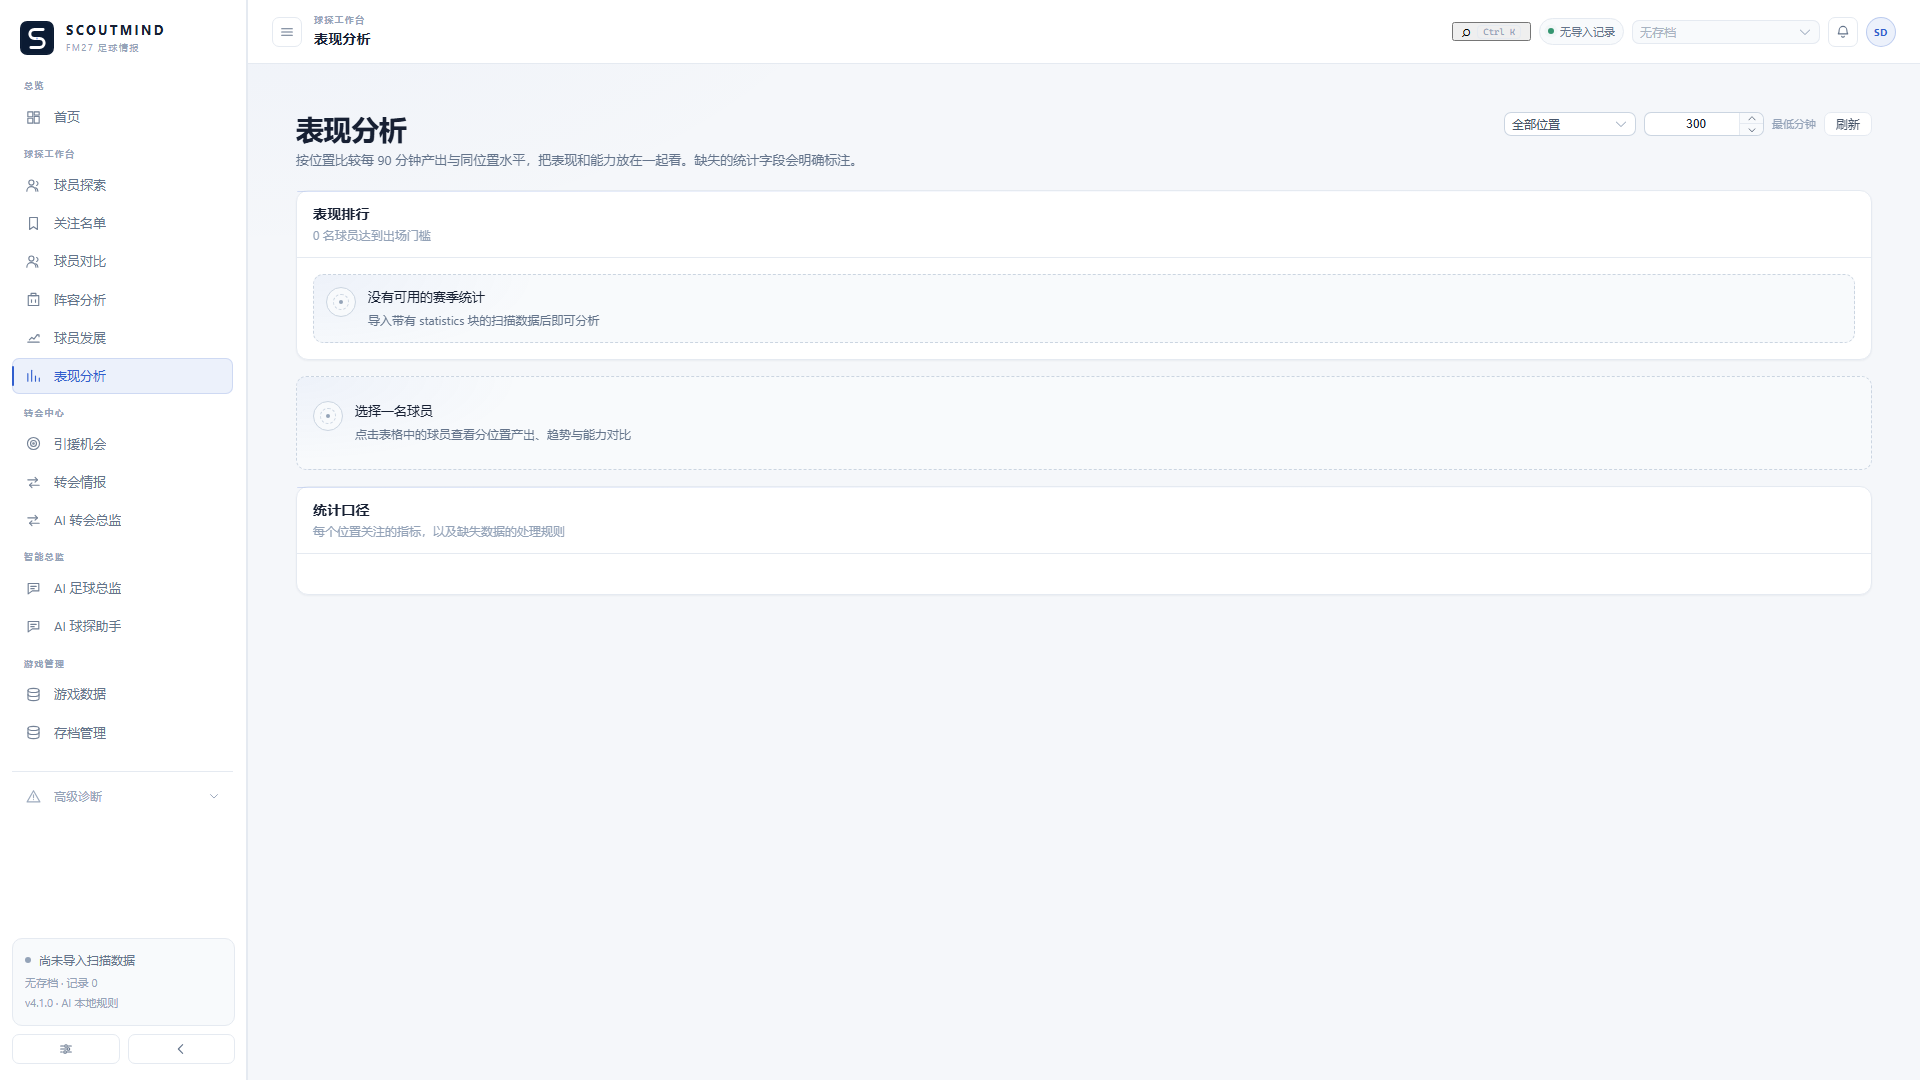 SCOUTMIND
FM27 足球情报
总览
首页
球探工作台
球员探索
关注名单
球员对比
阵容分析
球员发展
表现分析
转会中心
引援机会
转会情报
AI 转会总监
智能总监
AI 足球总监
AI 球探助手
游戏管理
游戏数据
存档管理
高级诊断
尚未导入扫描数据
无存档 · 记录 0
v4.1.0 · AI 本地规则
球探工作台
表现分析
Ctrl K
无导入记录
无存档
SD
表现分析
按位置比较每 90 分钟产出与同位置水平，把表现和能力放在一起看。缺失的统计字段会明确标注。
全部位置
300
最低分钟
刷新
表现排行
0 名球员达到出场门槛
没有可用的赛季统计
导入带有 statistics 块的扫描数据后即可分析
选择一名球员
点击表格中的球员查看分位置产出、趋势与能力对比
统计口径
每个位置关注的指标，以及缺失数据的处理规则